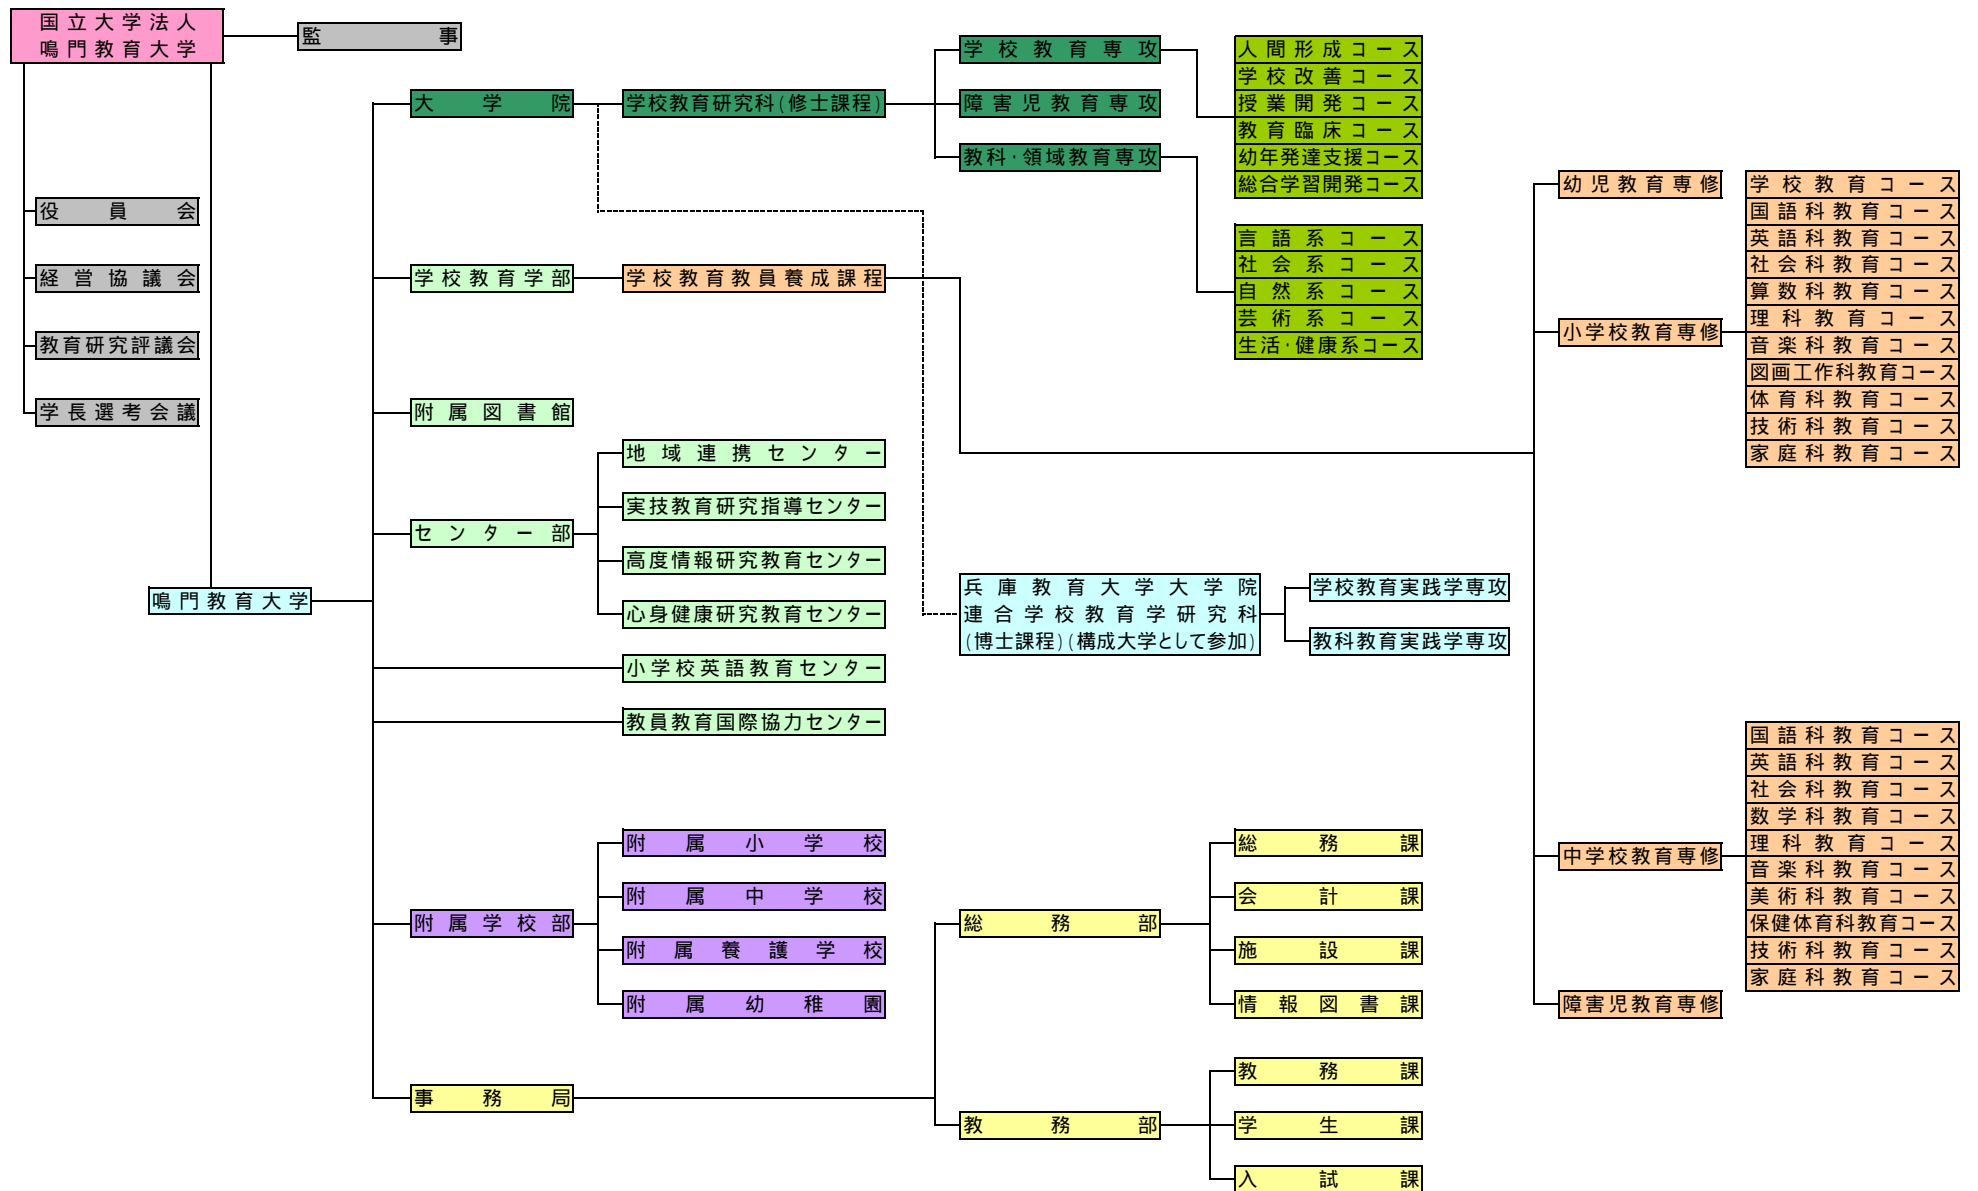 国立大学法人
鳴門教育大学
監事
役員会
経営協議会
教育研究評議会
学長選考会議
鳴門教育大学
大学院
学校教育研究科(修士課程)
学校教育専攻
人間形成コース
学校改善コース
授業開発コース
教育臨床コース
幼年発達支援コース
総合学習開発コース
障害児教育専攻
教科・領域教育専攻
言語系コース
社会系コース
自然系コース
芸術系コース
生活・健康系コース
兵庫教育大学大学院
連合学校教育学研究科
(博士課程)(構成大学として参加)
学校教育実践学専攻
教科教育実践学専攻
学校教育学部
学校教育教員養成課程
幼児教育専修
小学校教育専修
学校教育コース
国語科教育コース
英語科教育コース
社会科教育コース
算数科教育コース
理科教育コース
音楽科教育コース
図画工作科教育コース
体育科教育コース
技術科教育コース
家庭科教育コース
中学校教育専修
国語科教育コース
英語科教育コース
社会科教育コース
数学科教育コース
理科教育コース
音楽科教育コース
美術科教育コース
保健体育科教育コース
技術科教育コース
家庭科教育コース
障害児教育専修
附属図書館
センター部
地域連携センター
実技教育研究指導センター
高度情報研究教育センター
心身健康研究教育センター
小学校英語教育センター
教員教育国際協力センター
附属学校部
附属小学校
附属中学校
附属養護学校
附属幼稚園
事務局
総務部
総務課
会計課
施設課
情報図書課
教務部
教務課
学生課
入試課